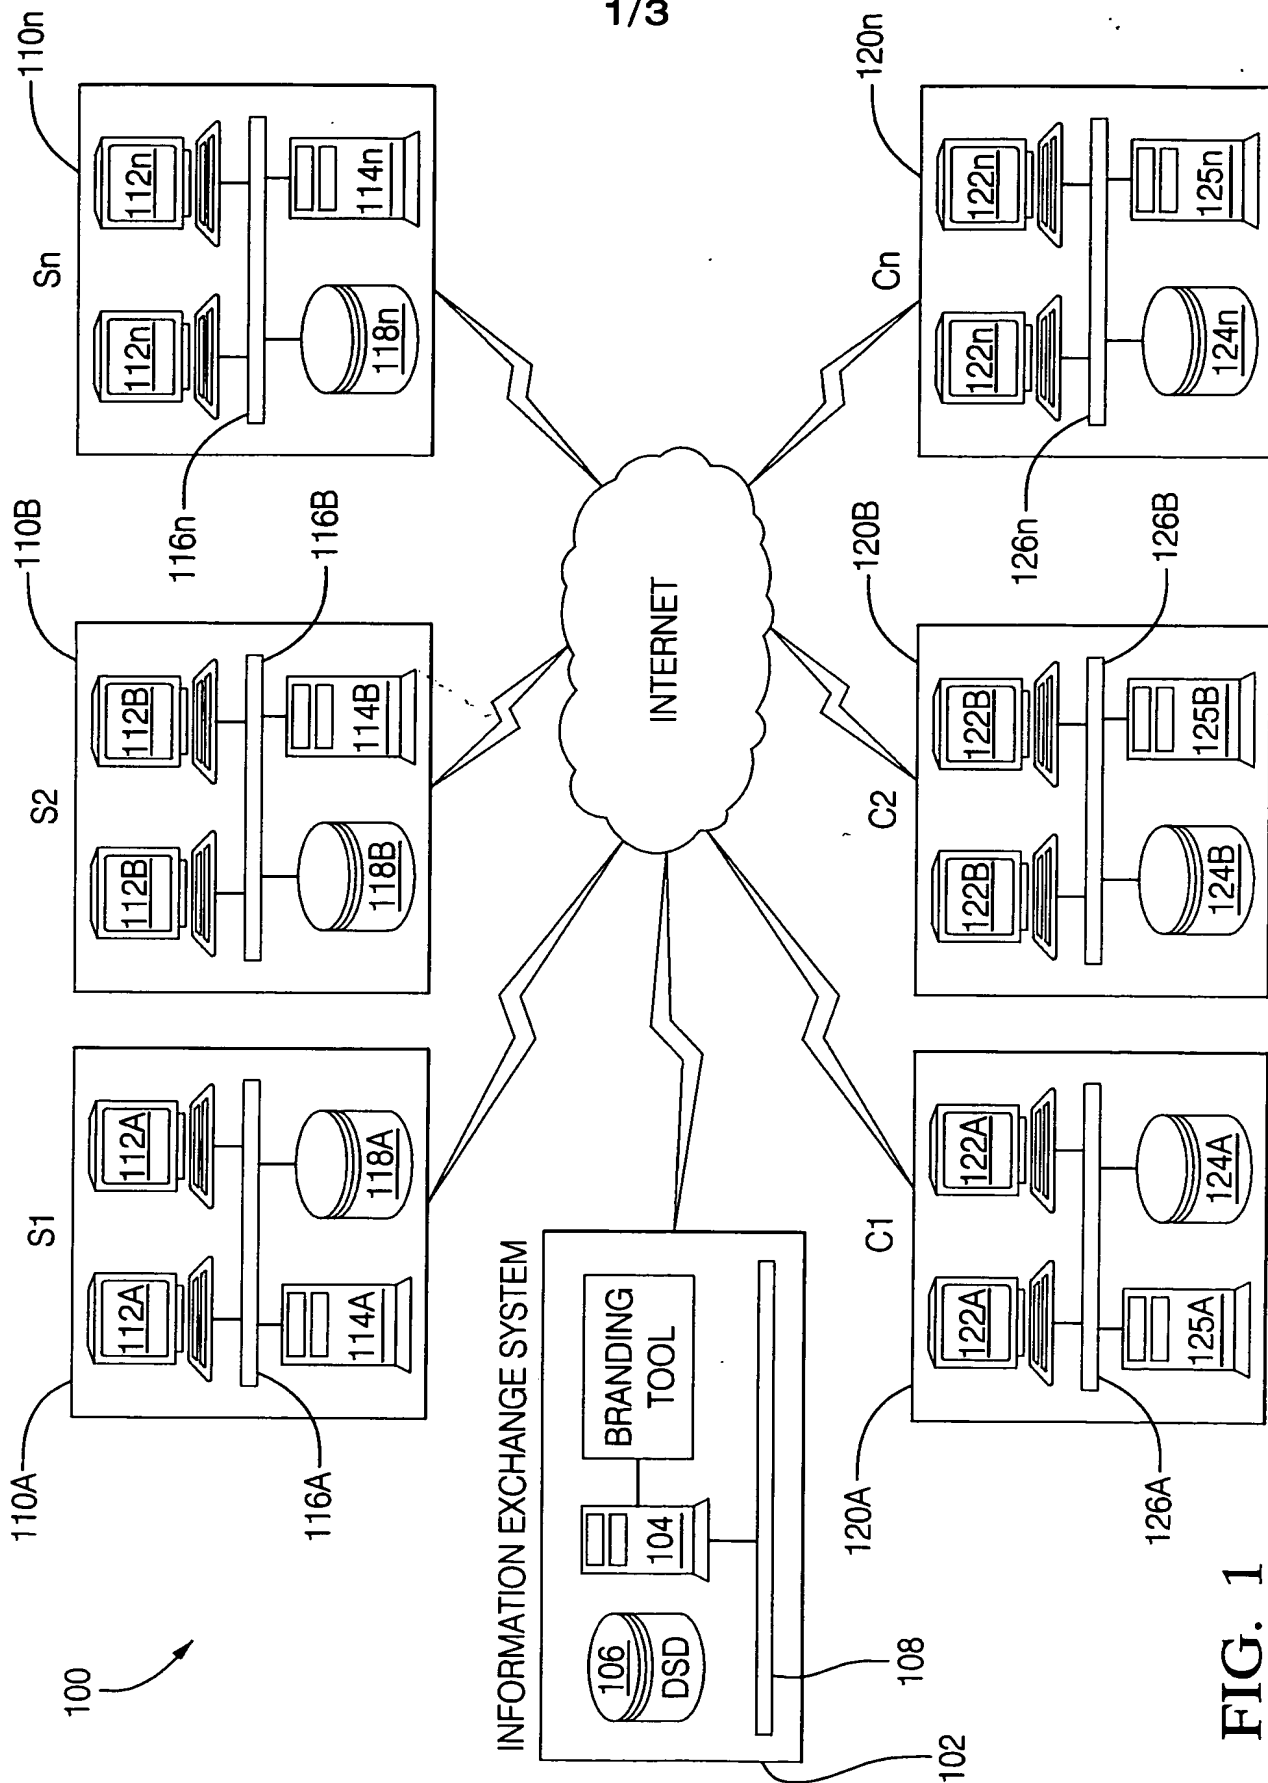 1/3
100
110A
S1
112A
112A
114A
118A
116A
110B
S2
112B
112B
118B
114B
116B
110n
Sn
112n
112n
118n
114n
116n
INFORMATION EXCHANGE SYSTEM
106
DSD
104
BRANDING
TOOL
108
102
INTERNET
120A
C1
122A
122A
125A
124A
126A
120B
C2
122B
122B
124B
125B
126B
120n
Cn
122n
122n
124n
125n
126n
FIG. 1